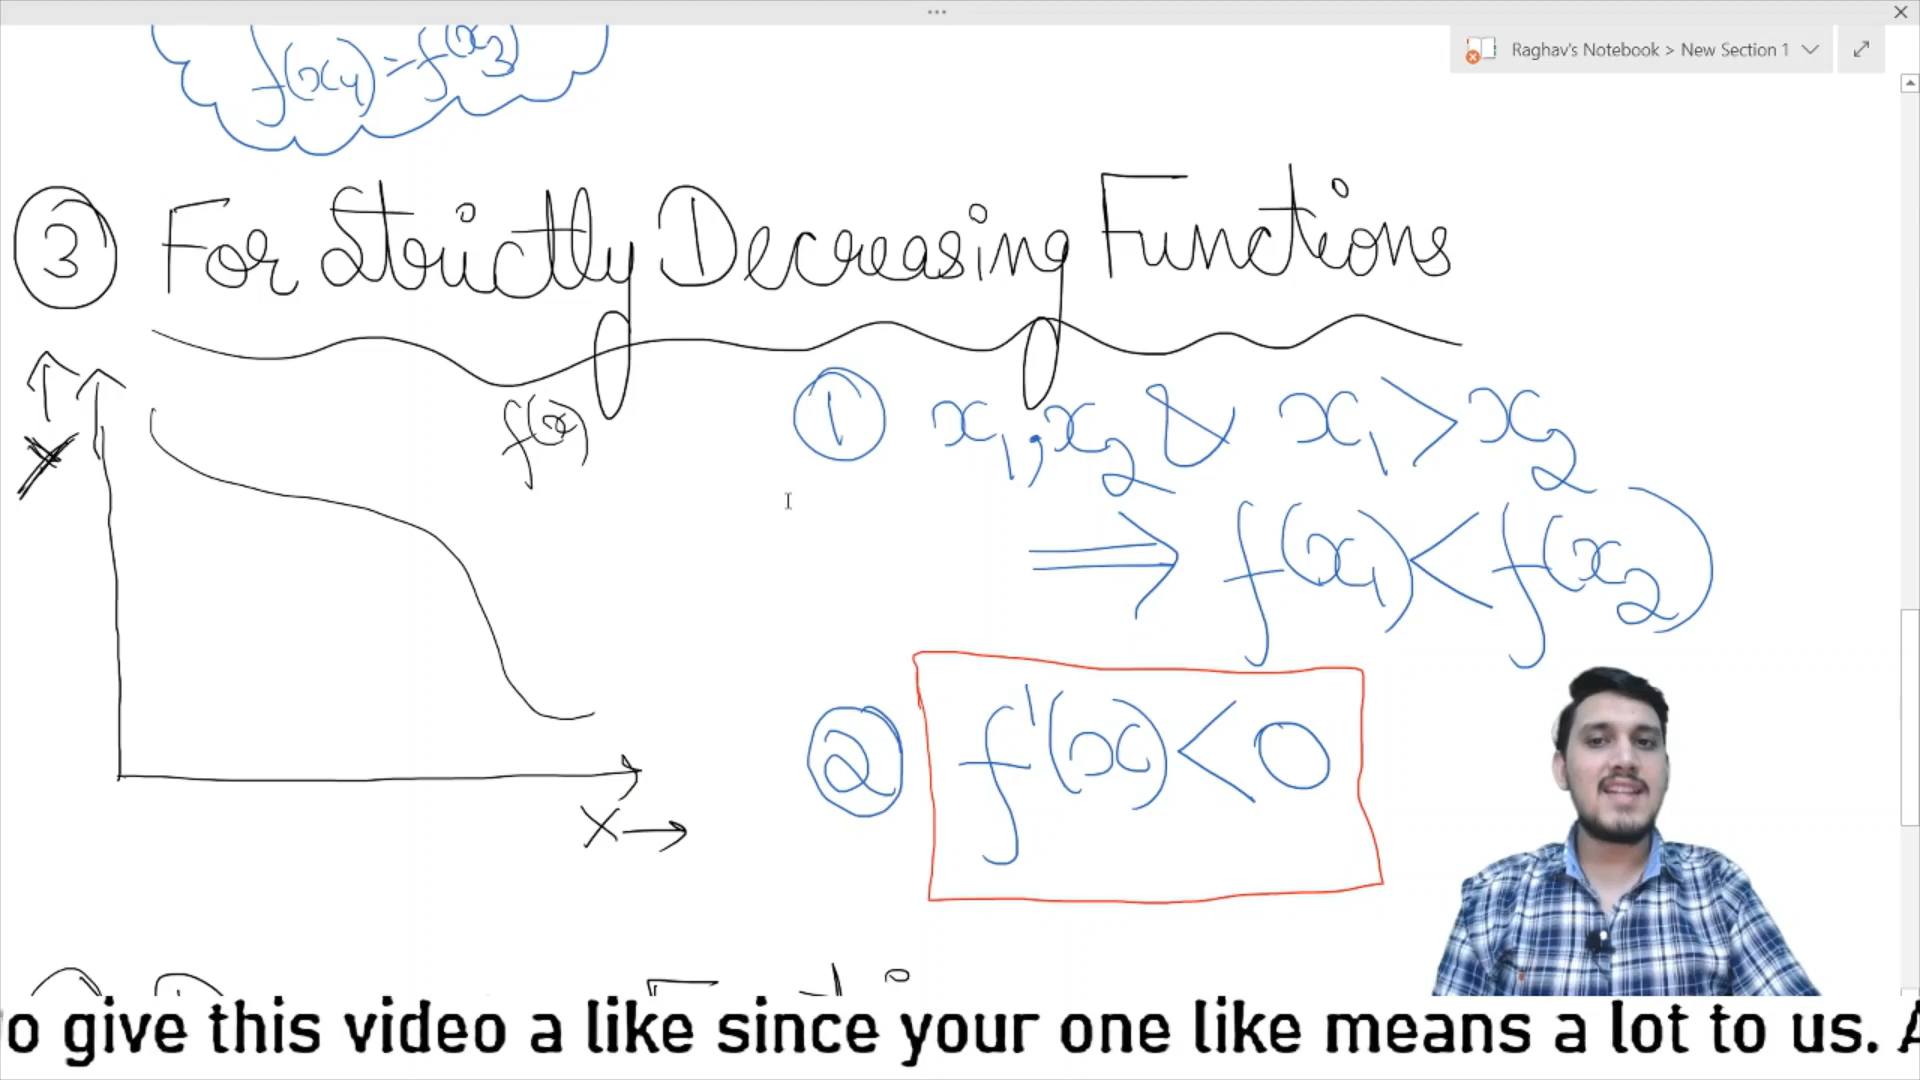 Raghav's Notebook > New Section 1
f(x4)=f(x3)
3 For Strictly Decreasing Functions
f(x)
Y
1 x1, x2 & x1 > x2
⟹ f(x1) < f(x2)
2 f'(x) < 0
X →
o give this video a like since your one like means a lot to us. A